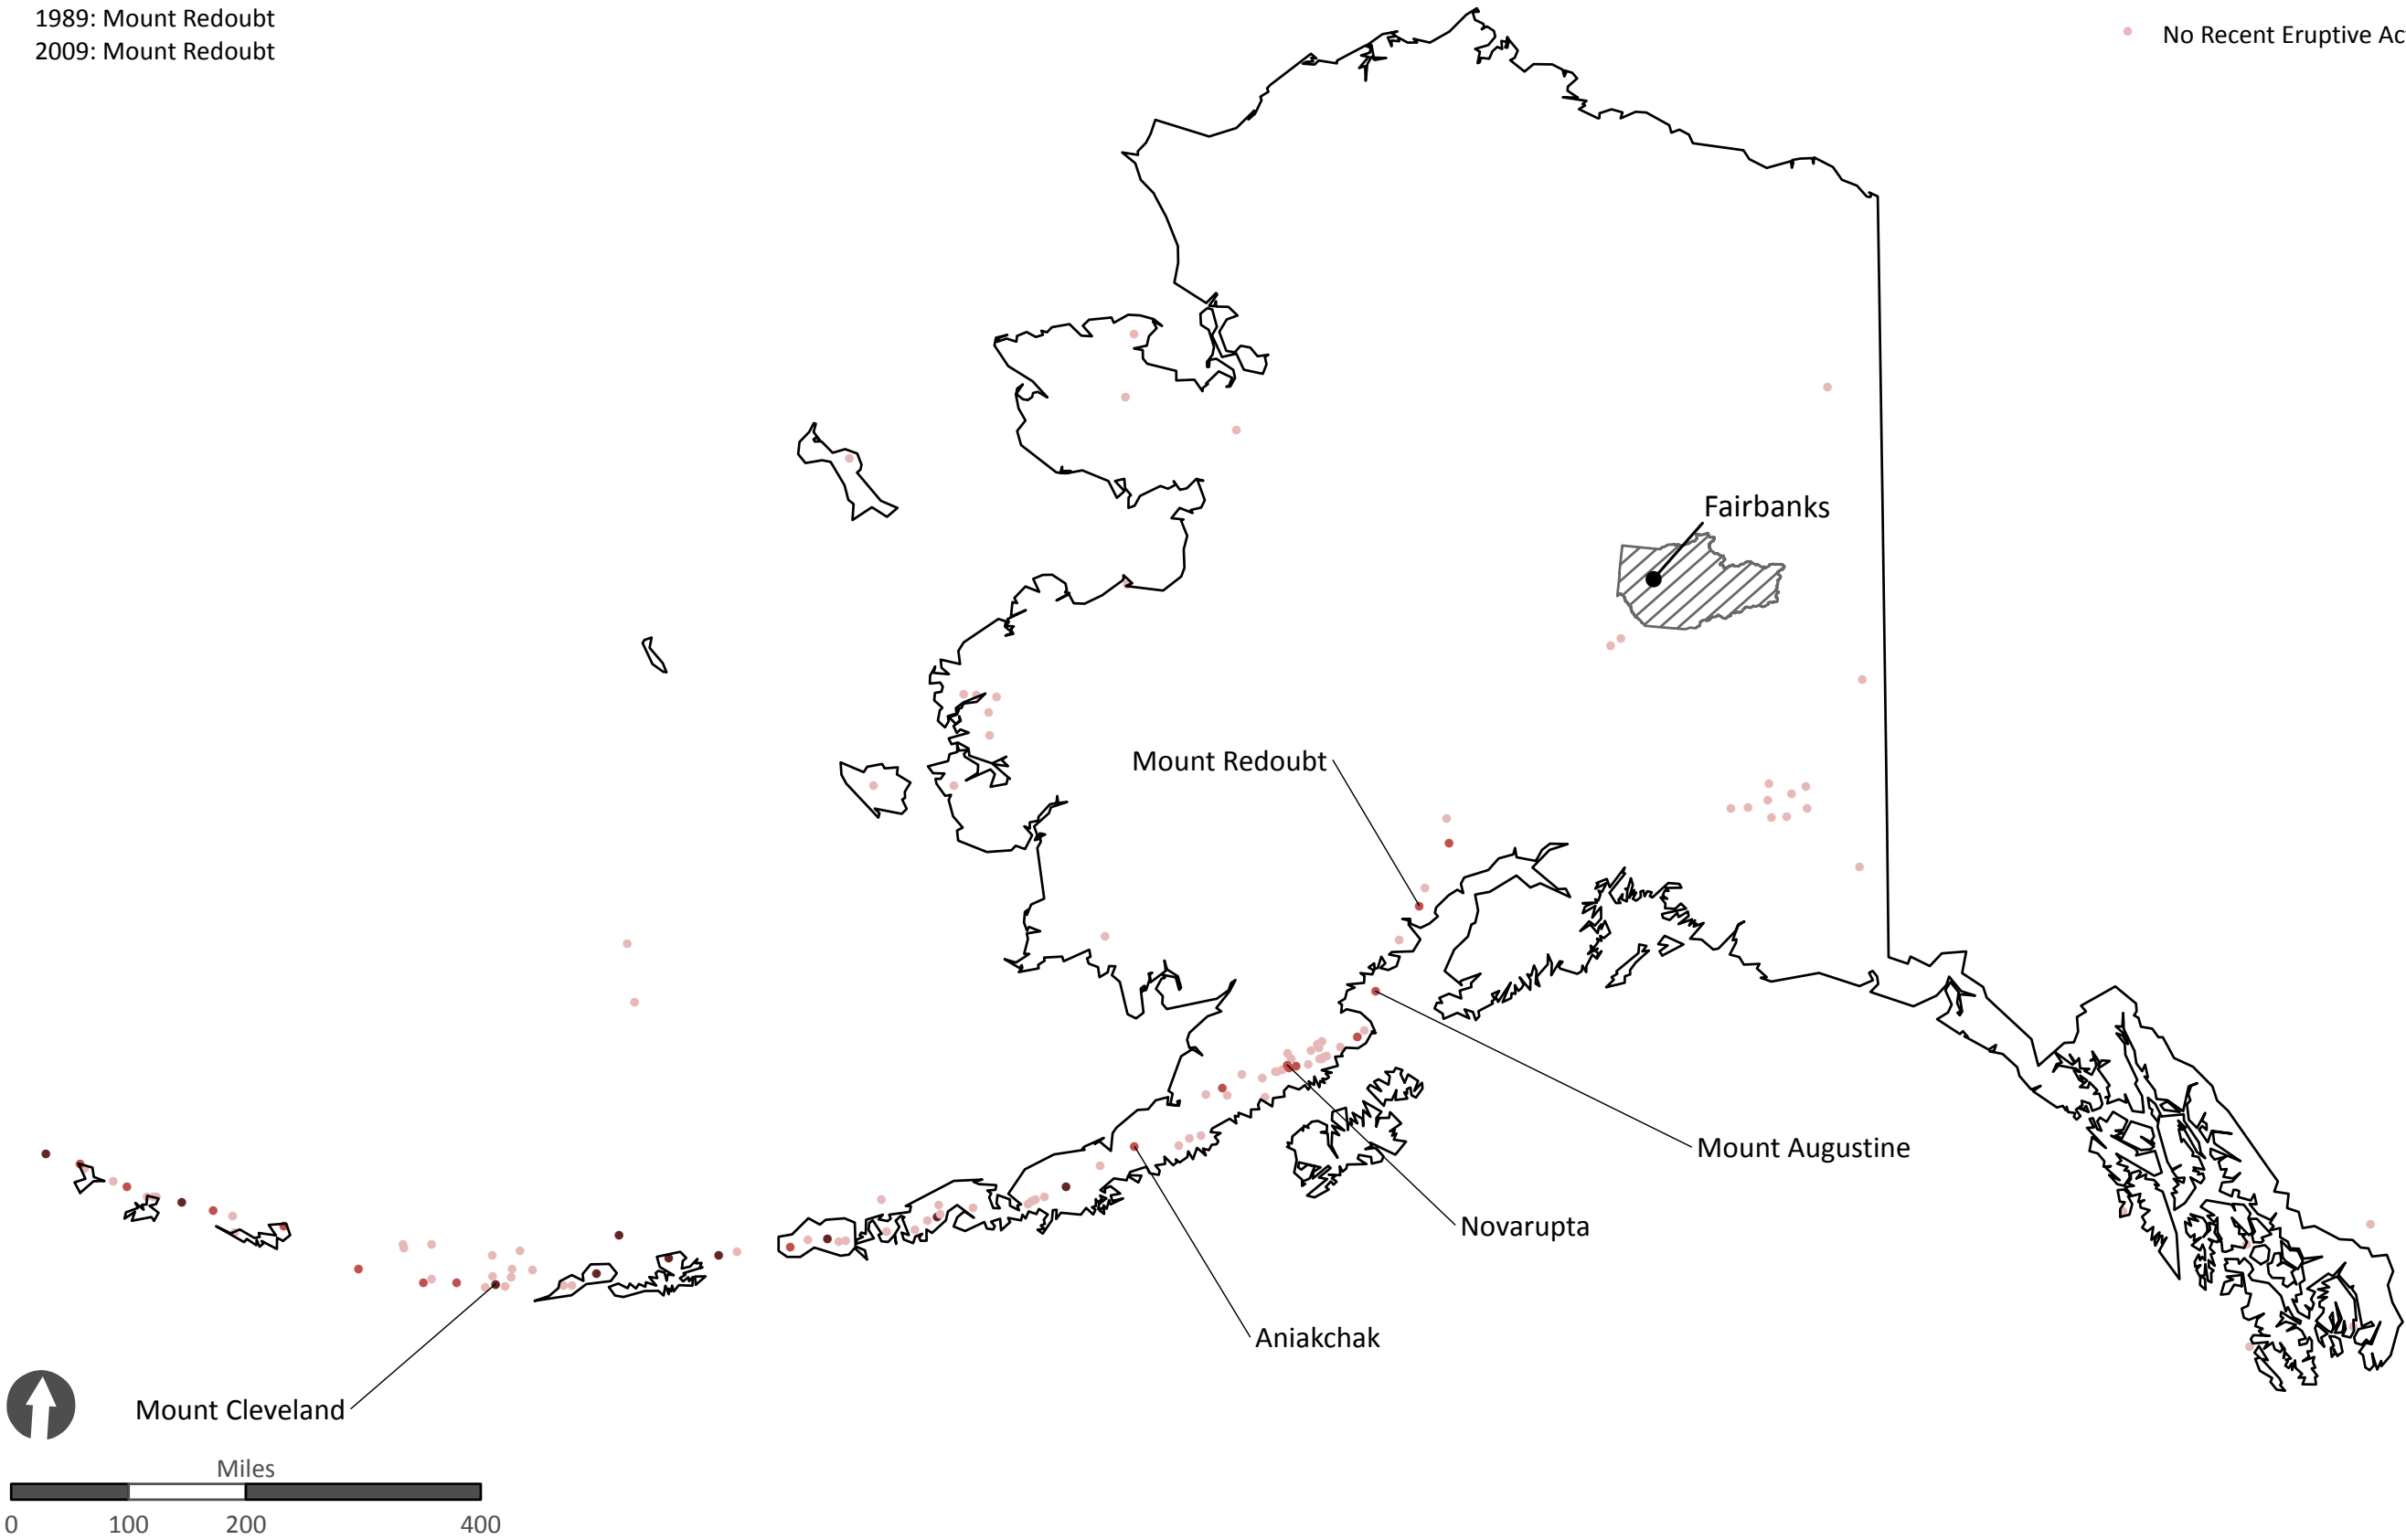 1989: Mount Redoubt
2009: Mount Redoubt
No Recent Eruptive Ac
Fairbanks
Mount Redoubt
Mount Augustine
Novarupta
Aniakchak
Mount Cleveland
Miles
0 100 200 400